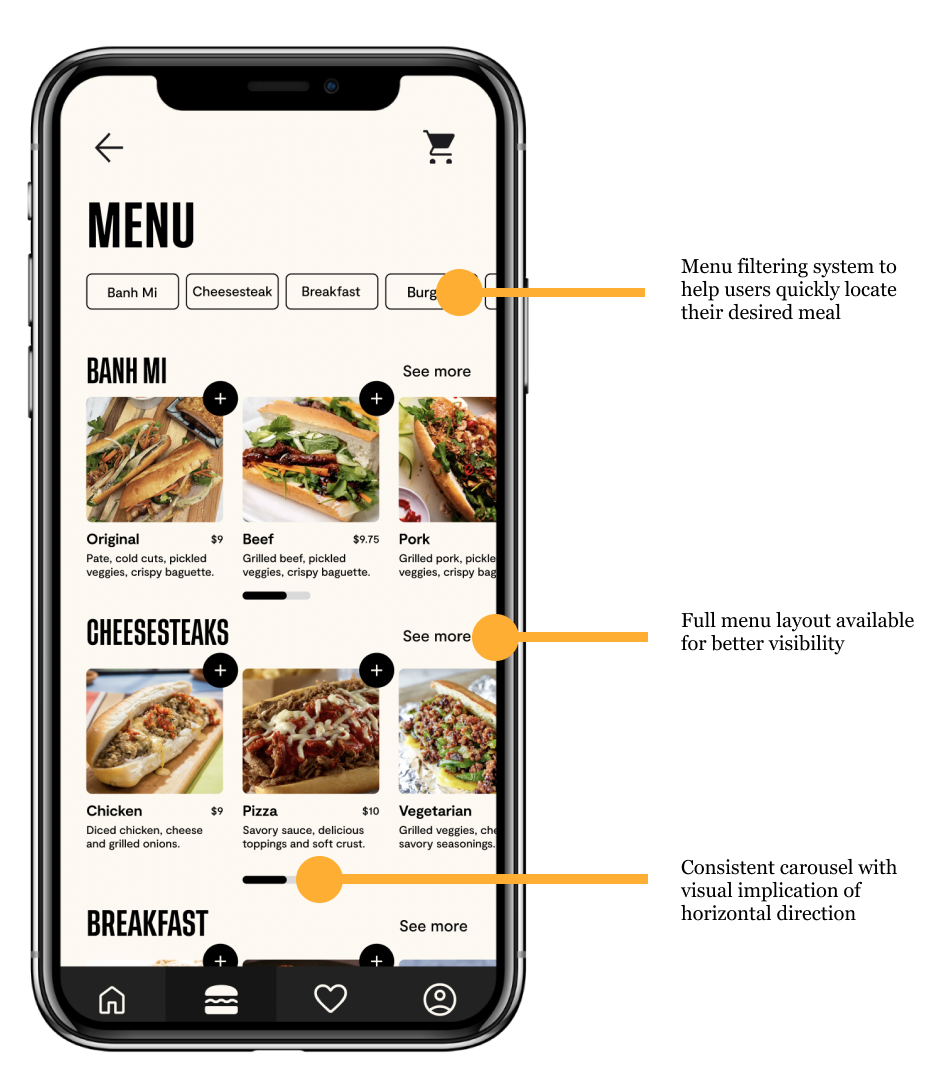 MENU
Banh Mi Cheesesteak Breakfast Burg
Menu filtering system to
help users quickly locate
their desired meal
BANH MI See more
+ +
Original $9 Beef $9.75 Pork
Pate, cold cuts, pickled Grilled beef, pickled Grilled pork, pickle
veggies, crispy baguette. veggies, crispy baguette. veggies, crispy bag
CHEESESTEAKS See more
Full menu layout available
for better visibility
+ +
Chicken $9 Pizza $10 Vegetarian
Diced chicken, cheese Savory sauce, delicious Grilled veggies, che
and grilled onions. toppings and soft crust. savory seasonings.
Consistent carousel with
visual implication of
horizontal direction
BREAKFAST See more
+ +